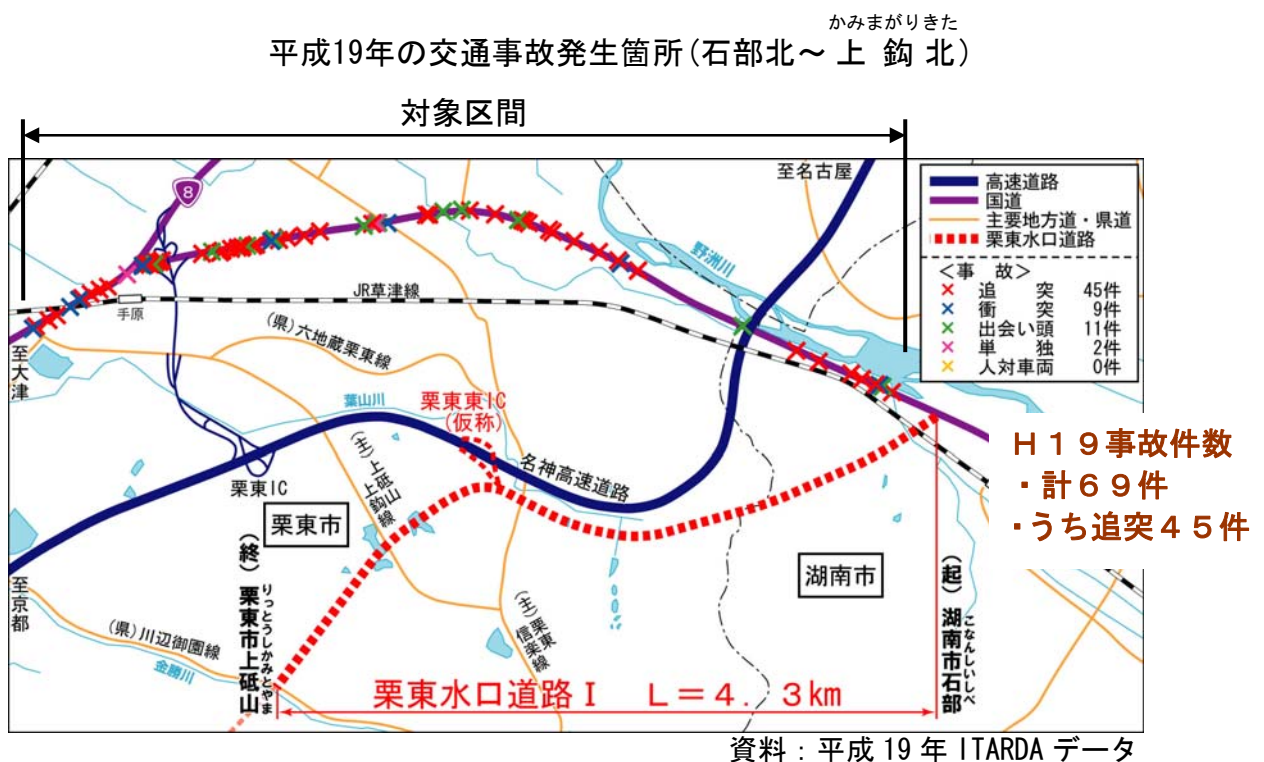 かみまがりきた
平成19年の交通事故発生箇所(石部北～上鈎北)
対象区間
8
至名古屋
高速道路
国道
主要地方道・県道
栗東水口道路
＜事　故＞
追　　突　45件
衝　　突　9件
出会い頭　11件
単　　独　2件
人対車両　0件
野洲川
JR草津線
手原
(県)六地蔵栗東線
至大津
葉山川
栗東東IC
(仮称)
(主)上砥山
上鈎線
名神高速道路
栗東IC
栗東市
湖南市
H19事故件数
・計69件
・うち追突45件
至京都
(県)川辺御園線
金勝川
(終)栗東市上砥山
りっとうしかみとやま
(主)栗東
信楽線
(起)湖南市石部
こなんしいしべ
栗東水口道路Ⅰ　L＝4．3km
資料：平成19年ITARDAデータ